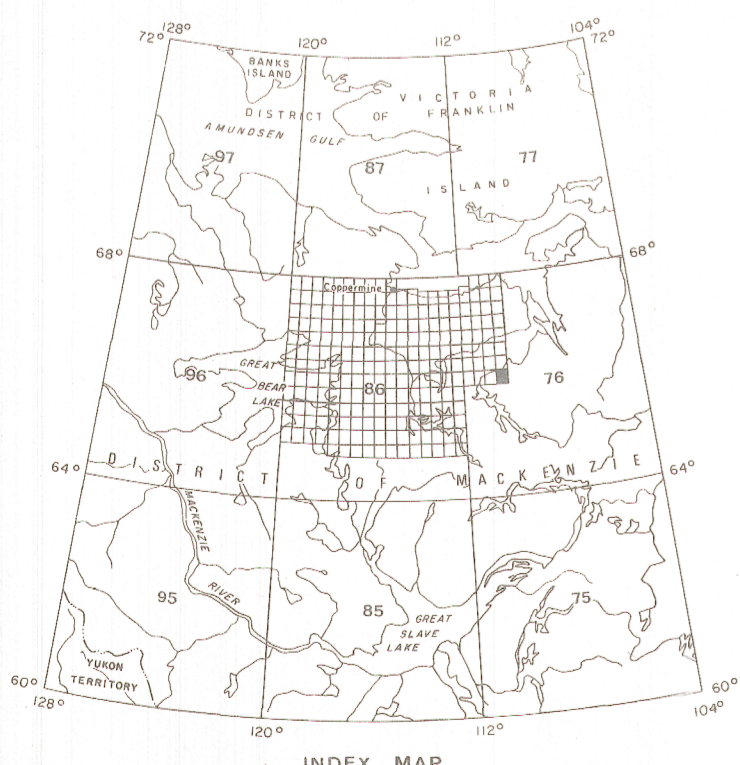 128°
104°
72°
120°
112°
72°
BANKS
ISLAND
VICTORIA
DISTRICT OF FRANKLIN
AMUNDSEN GULF
97
87
77
ISLAND
68°
68°
Coppermine
GREAT
BEAR
LAKE
96
86
76
DISTRICT OF MACKENZIE
64°
64°
MACKENZIE
RIVER
95
85
75
GREAT
SLAVE
LAKE
YUKON
TERRITORY
60°
60°
128°
104°
120°
112°
INDEX MAP